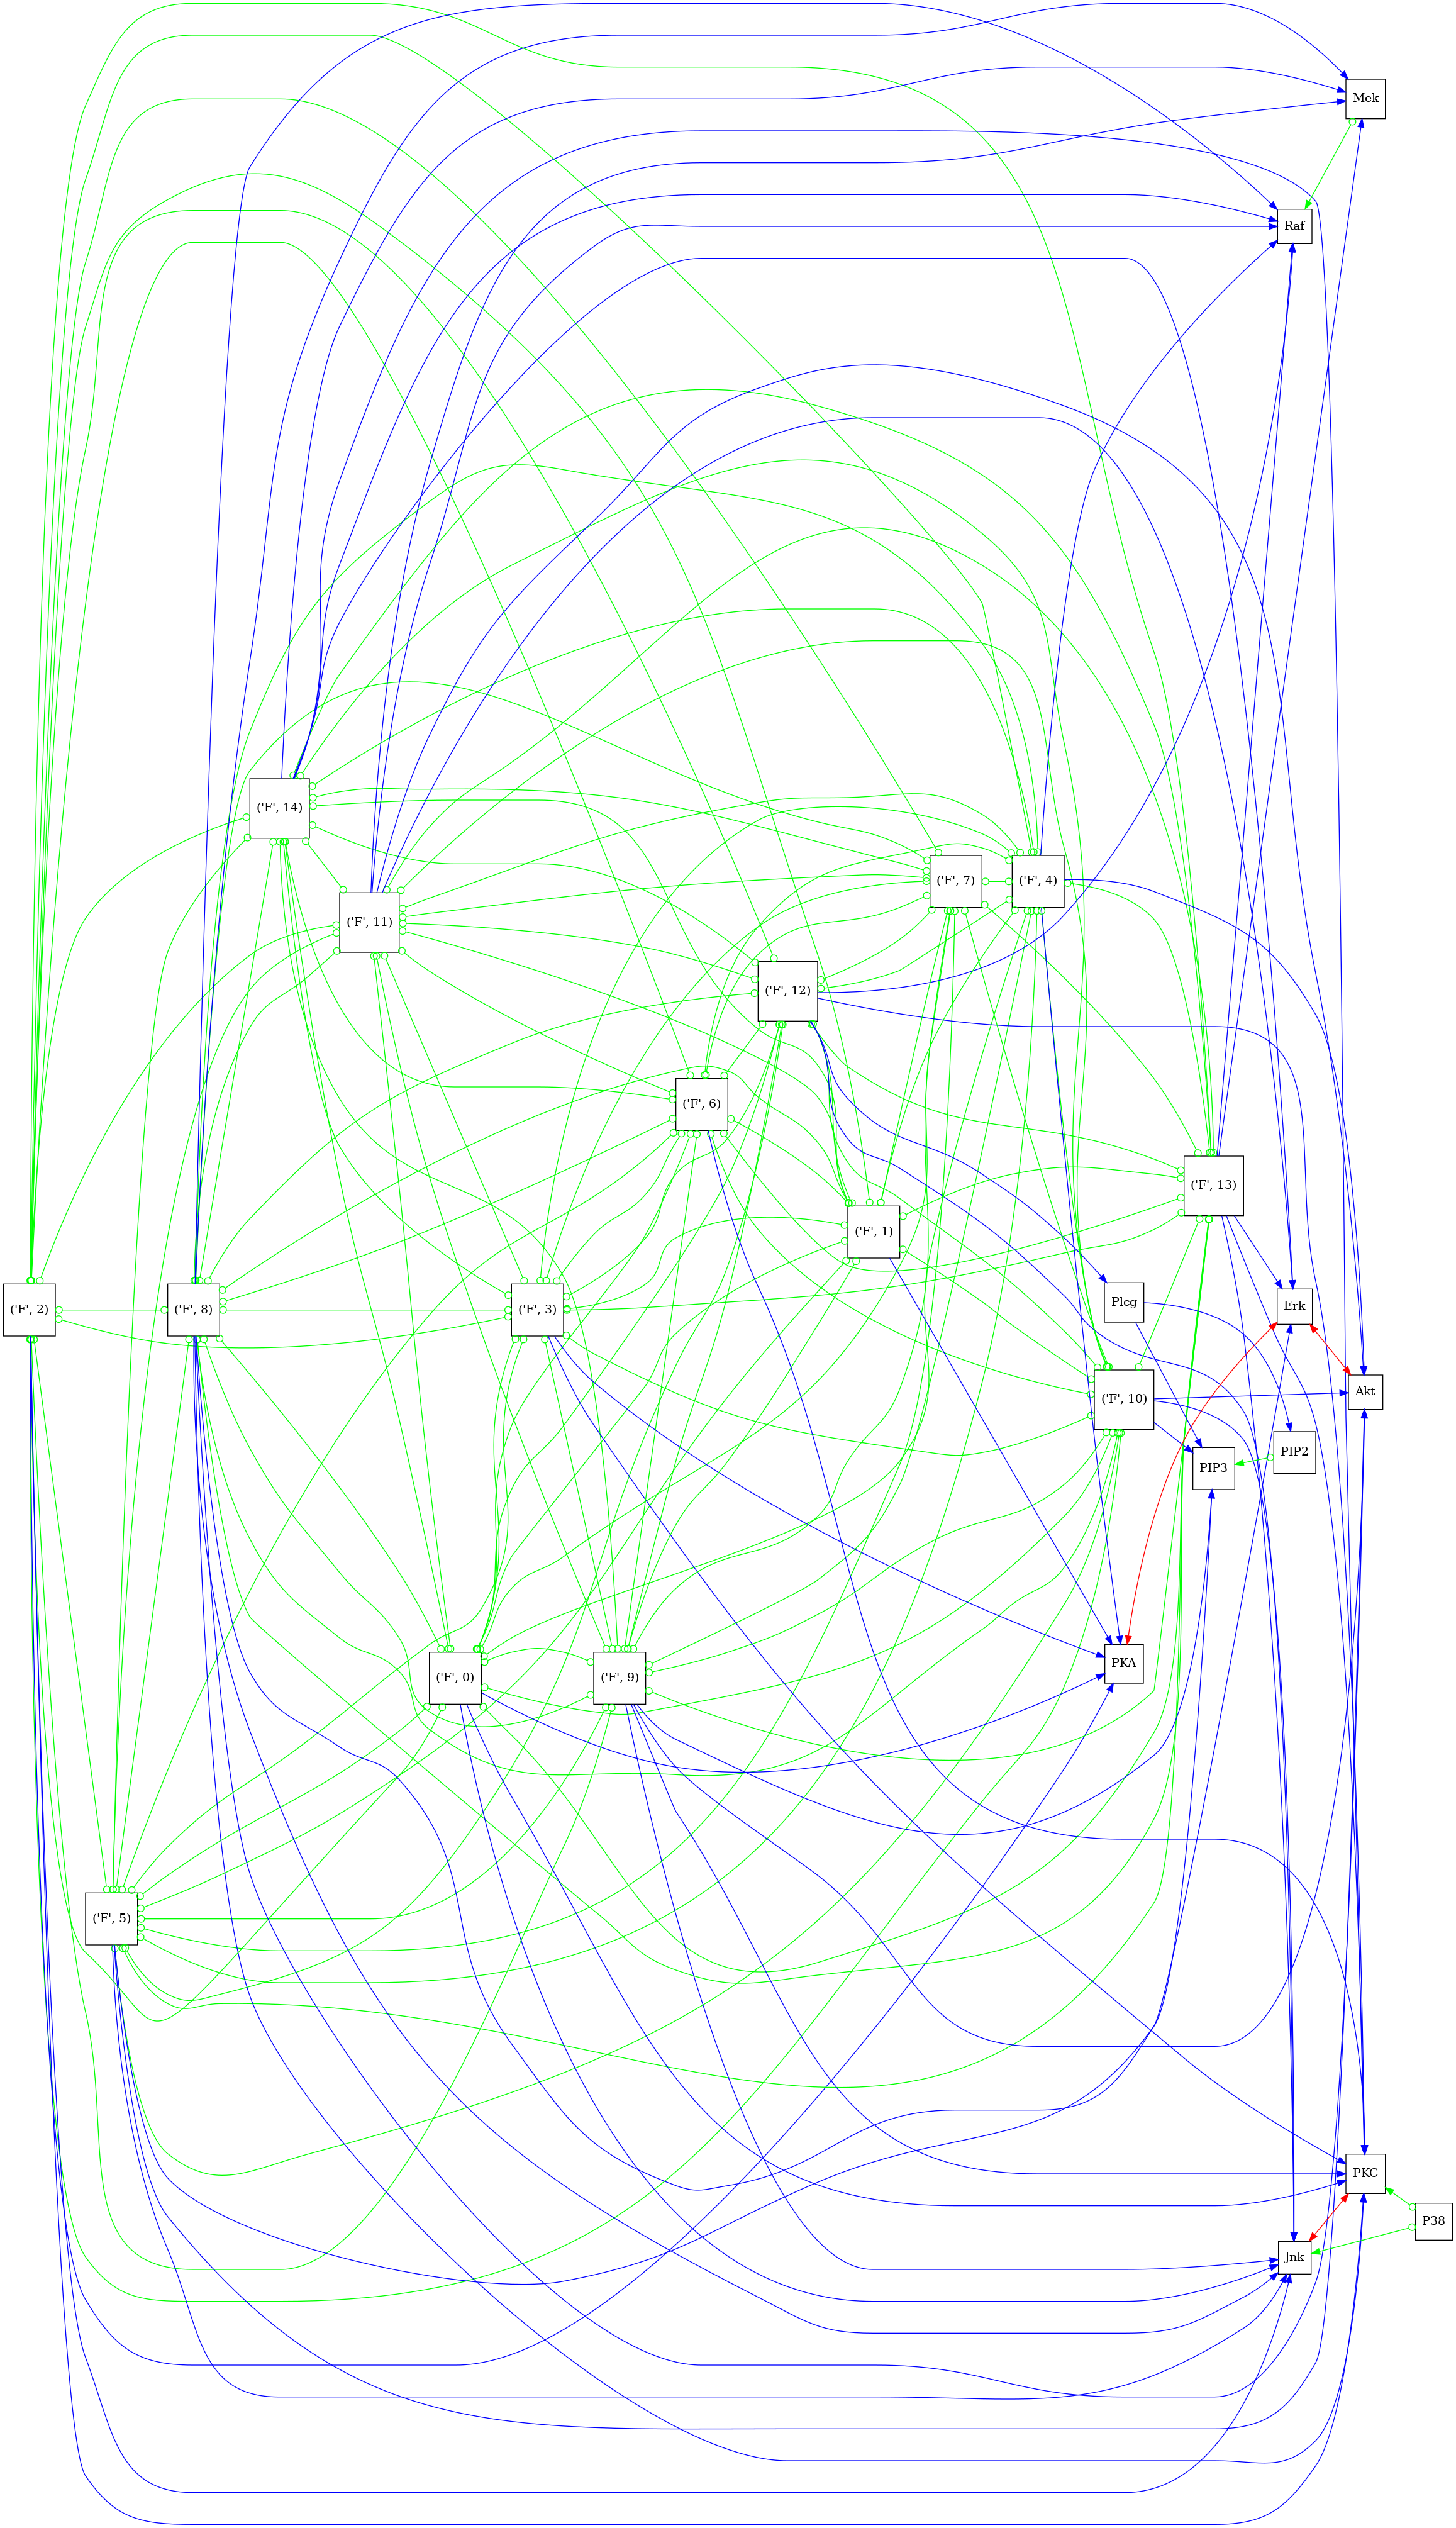 Mek
Raf
('F', 14)
('F', 7)
('F', 4)
('F', 11)
('F', 12)
('F', 6)
('F', 13)
('F', 1)
('F', 2)
('F', 8)
('F', 3)
Plcg
Erk
Akt
('F', 10)
PIP2
PIP3
PKA
('F', 0)
('F', 9)
('F', 5)
PKC
P38
Jnk